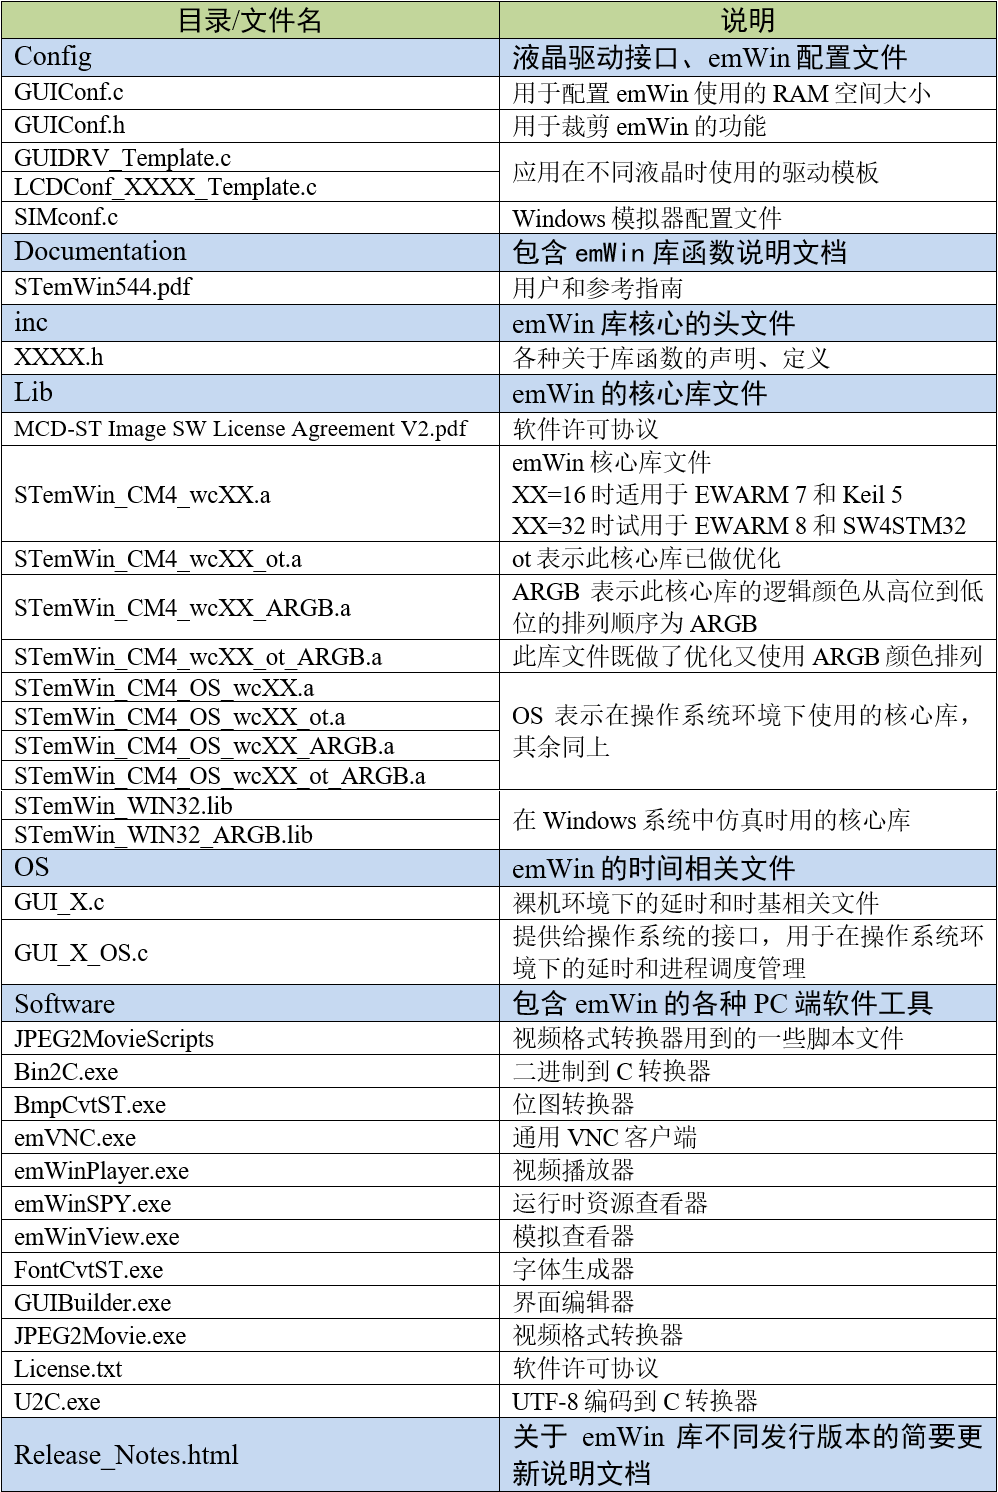 目录/文件名 说明
Config 液晶驱动接口、emWin 配置文件
GUIConf.c 用于配置 emWin 使用的 RAM 空间大小
GUIConf.h 用于裁剪 emWin 的功能
GUIDRV_Template.c
应用在不同液晶时使用的驱动模板
LCDConf_XXXX_Template.c
SIMconf.c Windows 模拟器配置文件
Documentation 包含 emWin 库函数说明文档
STemWin544.pdf 用户和参考指南
inc emWin 库核心的头文件
XXXX.h 各种关于库函数的声明、定义
Lib emWin 的核心库文件
MCD-ST Image SW License Agreement V2.pdf 软件许可协议
STemWin_CM4_wcXX.a
emWin 核心库文件
XX=16 时适用于 EWARM 7 和 Keil 5
XX=32 时试用于 EWARM 8 和 SW4STM32
STemWin_CM4_wcXX_ot.a ot 表示此核心库已做优化
STemWin_CM4_wcXX_ARGB.a
ARGB 表示此核心库的逻辑颜色从高位到低
位的排列顺序为 ARGB
STemWin_CM4_wcXX_ot_ARGB.a 此库文件既做了优化又使用 ARGB 颜色排列
STemWin_CM4_OS_wcXX.a
STemWin_CM4_OS_wcXX_ot.a
STemWin_CM4_OS_wcXX_ARGB.a
STemWin_CM4_OS_wcXX_ot_ARGB.a
OS 表示在操作系统环境下使用的核心库，
其余同上
STemWin_WIN32.lib
STemWin_WIN32_ARGB.lib
在 Windows 系统中仿真时用的核心库
OS emWin 的时间相关文件
GUI_X.c 裸机环境下的延时和时基相关文件
GUI_X_OS.c
提供给操作系统的接口，用于在操作系统环
境下的延时和进程调度管理
Software 包含 emWin 的各种 PC 端软件工具
JPEG2MovieScripts 视频格式转换器用到的一些脚本文件
Bin2C.exe 二进制到 C 转换器
BmpCvtST.exe 位图转换器
emVNC.exe 通用 VNC 客户端
emWinPlayer.exe 视频播放器
emWinSPY.exe 运行时资源查看器
emWinView.exe 模拟查看器
FontCvtST.exe 字体生成器
GUIBuilder.exe 界面编辑器
JPEG2Movie.exe 视频格式转换器
License.txt 软件许可协议
U2C.exe UTF-8 编码到 C 转换器
Release_Notes.html
关于 emWin 库不同发行版本的简要更
新说明文档